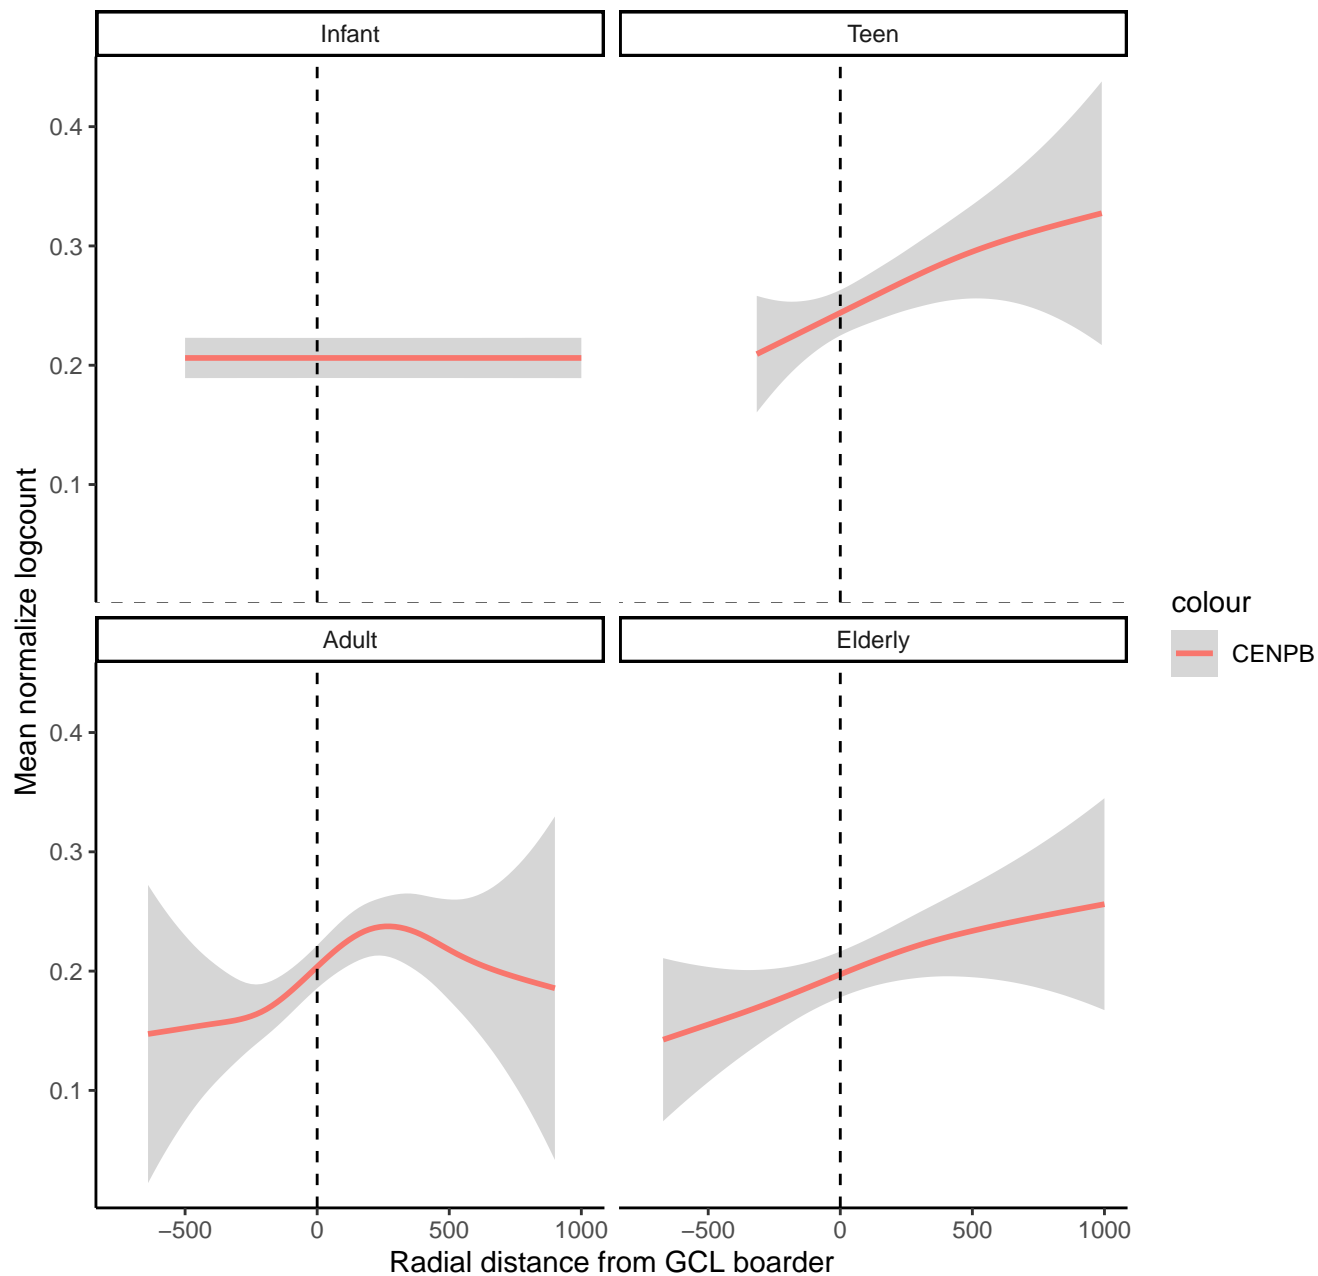 Infant
Teen
0.4
0.3
0.2
0.1
Adult
Elderly
0.4
0.3
0.2
0.1
−500
0
500
1000
−500
0
500
1000
Radial distance from GCL boarder
Mean normalize logcount
colour
CENPB